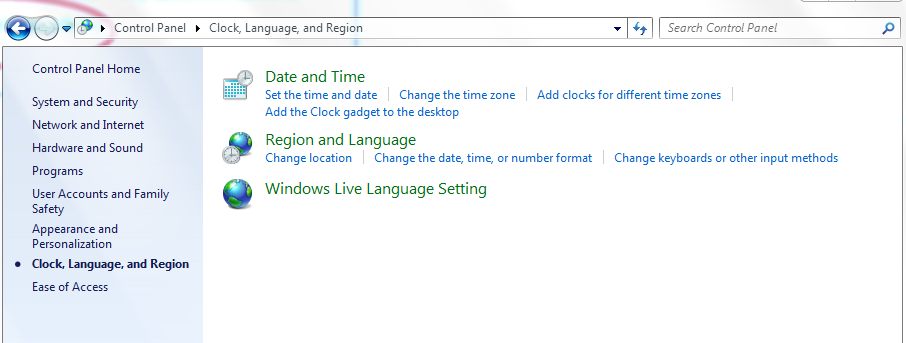 Control Panel Clock, Language, and Region Search Control Panel
Control Panel Home
System and Security
Network and Internet
Hardware and Sound
Programs
User Accounts and Family
Safety
Appearance and
Personalization
Clock, Language, and Region
Ease of Access
Date and Time
Set the time and date Change the time zone Add clocks for different time zones
Add the Clock gadget to the desktop
Region and Language
Change location Change the date, time, or number format Change keyboards or other input methods
Windows Live Language Setting